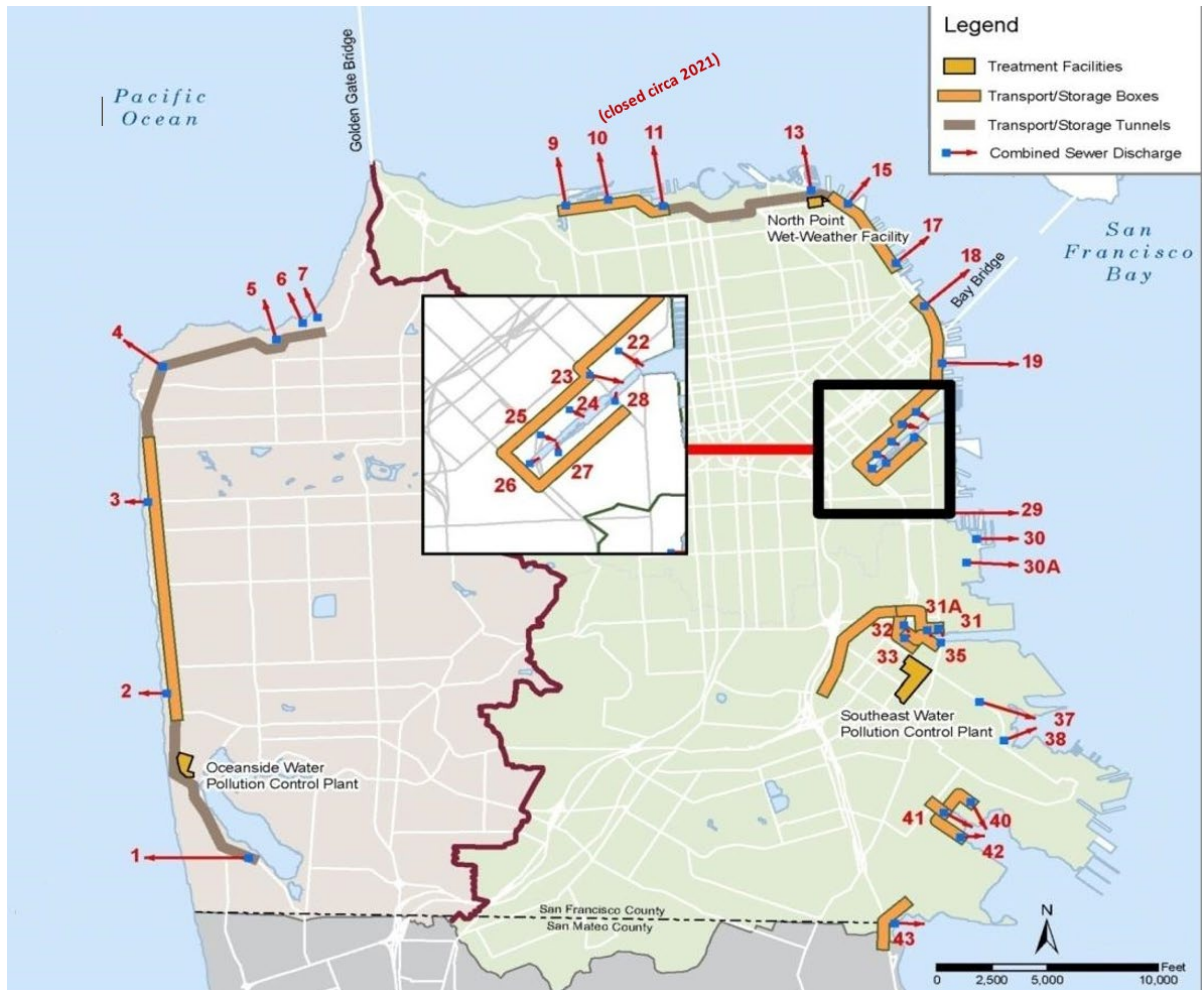 Legend
Treatment Facilities
Transport/Storage Boxes
Transport/Storage Tunnels
Combined Sewer Discharge
Pacific
Ocean
Golden Gate Bridge
(closed circa 2021)
9
10
11
13
15
North Point
Wet-Weather Facility
17
18
Bay Bridge
San
Francisco
Bay
7
6
5
4
19
22
23
24
28
25
27
26
3
29
30
30A
31A
31
32
33
35
2
37
38
Southeast Water
Pollution Control Plant
Oceanside Water
Pollution Control Plant
41
40
42
1
San Francisco County
San Mateo County
43
N
Feet
0
2,500
5,000
10,000